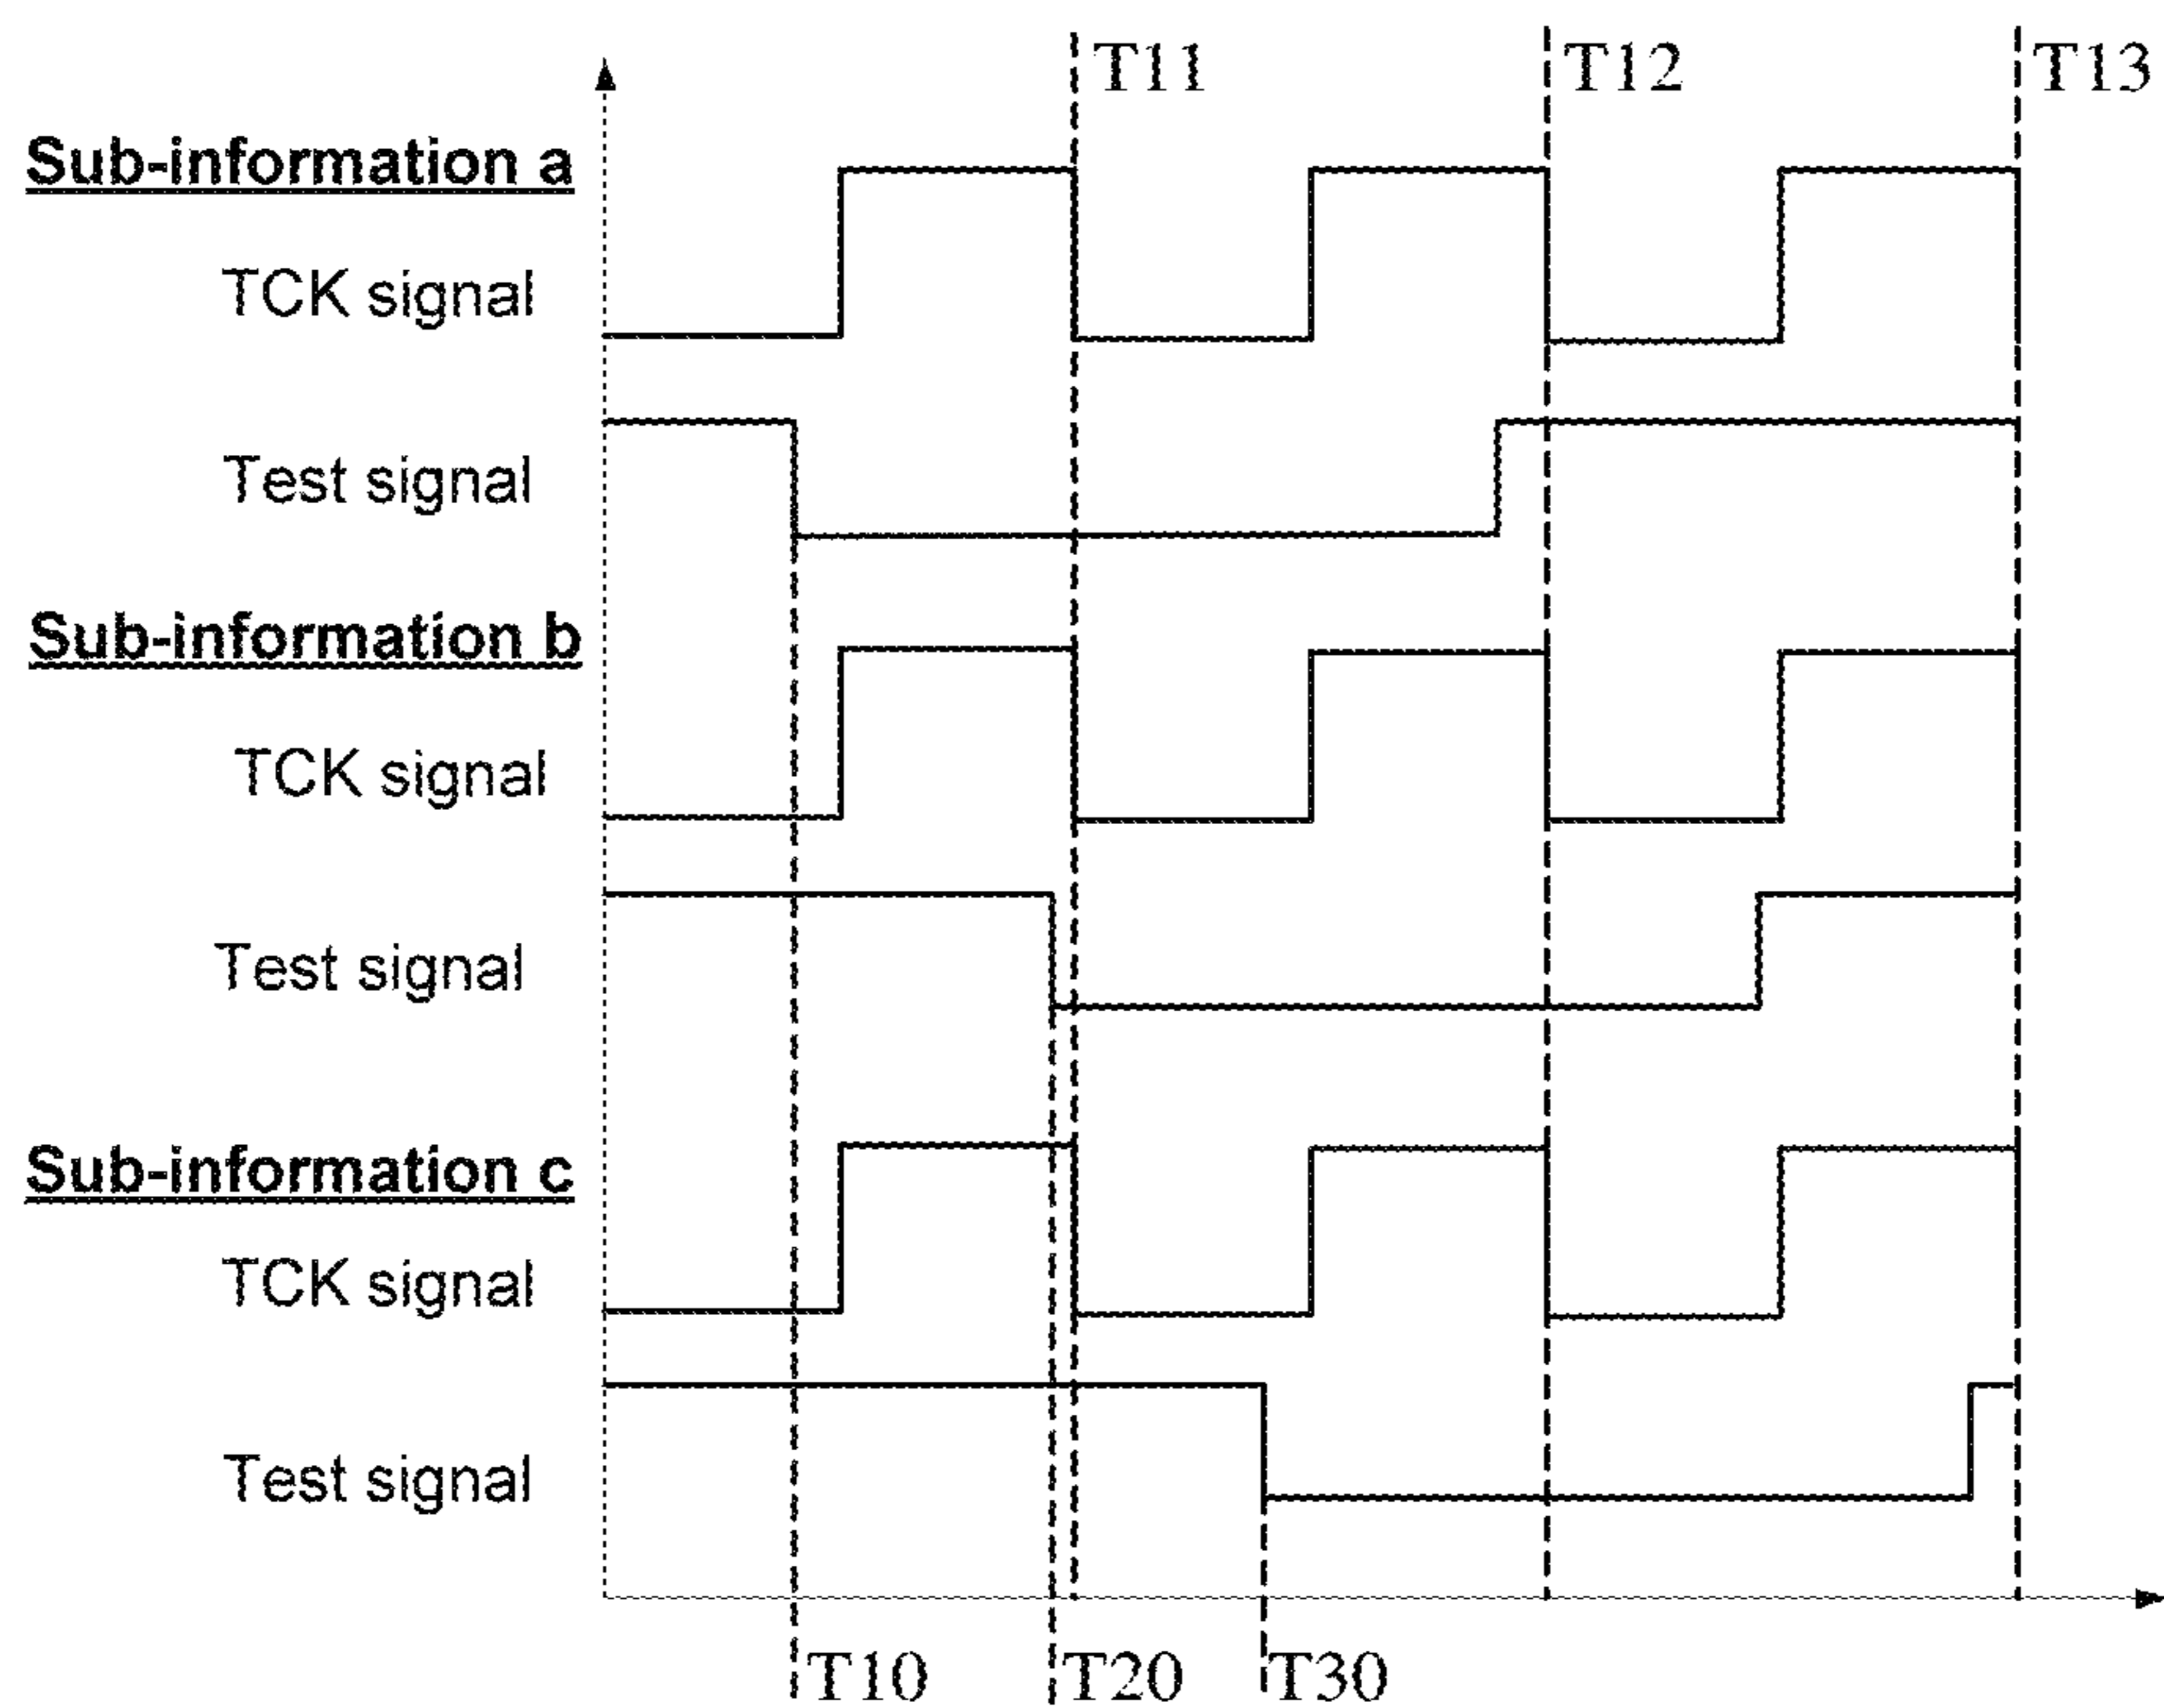 T11 T12 T13
Sub-information a
TCK signal
Test signal
Sub-information b
TCK signal
Test signal
Sub-information c
TCK signal
Test signal
T10 T20 T30